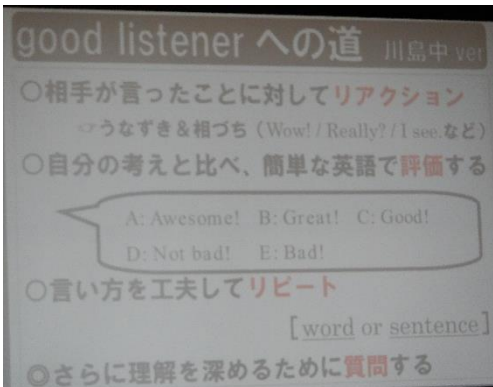 good listener への道 川島中 ver
○相手が言ったことに対してリアクション
☞うなずき＆相づち（Wow! / Really? / I see.など）
○自分の考えと比べ、簡単な英語で評価する
A: Awesome! B: Great! C: Good!
D: Not bad! E: Bad!
○言い方を工夫してリピート
[word or sentence]
◎さらに理解を深めるために質問する